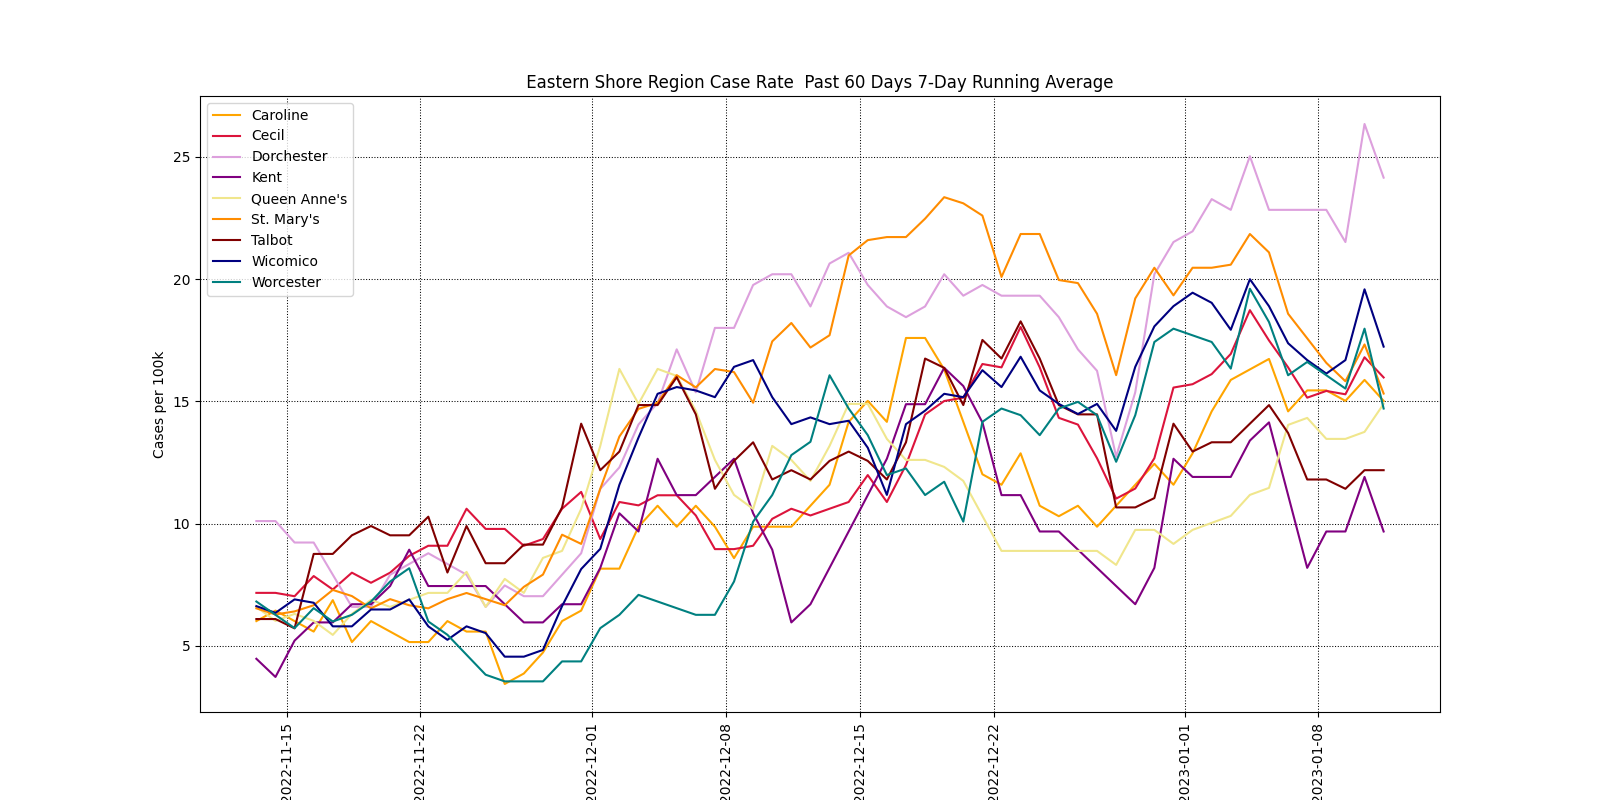 Eastern Shore Region Case Rate  Past 60 Days 7-Day Running Average
Caroline
Cecil
Dorchester
Kent
Queen Anne's
St. Mary's
Talbot
Wicomico
Worcester
Cases per 100k
25
20
15
10
5
2022-11-15
2022-11-22
2022-12-01
2022-12-08
2022-12-15
2022-12-22
2023-01-01
2023-01-08